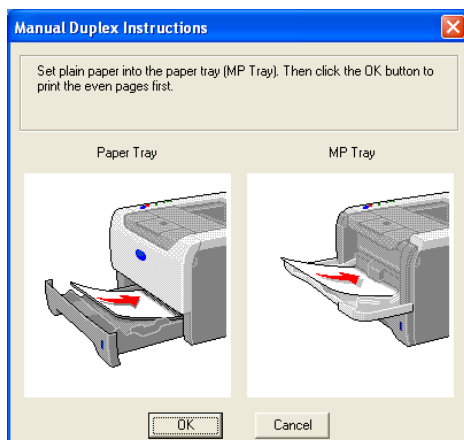 Manual Duplex Instructions
Set plain paper into the paper tray (MP Tray). Then click the OK button to
print the even pages first.
Paper Tray
MP Tray
OK
Cancel